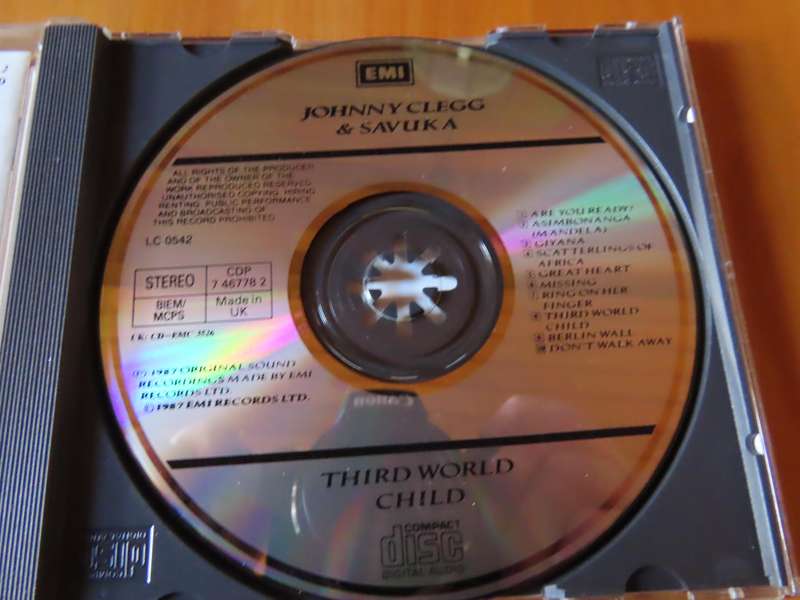 EMI
JOHNNY CLEGG
& SAVUKA
ALL RIGHTS OF THE PRODUCER
AND OF THE OWNER OF THE
WORK REPRODUCED RESERVED.
UNAUTHORISED COPYING, HIRING
RENTING, PUBLIC PERFORMANCE
AND BROADCASTING OF
THIS RECORD PROHIBITED.
LC 0542
STEREO
CDP
7 46778 2
BIEM/
MCPS
Made in
UK
UK: CD-EMC 3526
1 ARE YOU READY?
2 ASIMBONANGA
(MANDELA)
3 GIYANA
4 SCATTERLINGS OF
AFRICA
5 GREAT HEART
6 MISSING
7 RING ON HER
FINGER
8 THIRD WORLD
CHILD
9 BERLIN WALL
10 DON'T WALK AWAY
Ⓟ 1987 ORIGINAL SOUND
RECORDINGS MADE BY EMI
RECORDS LTD.
© 1987 EMI RECORDS LTD.
THIRD WORLD
CHILD
COMPACT
disc
DIGITAL AUDIO